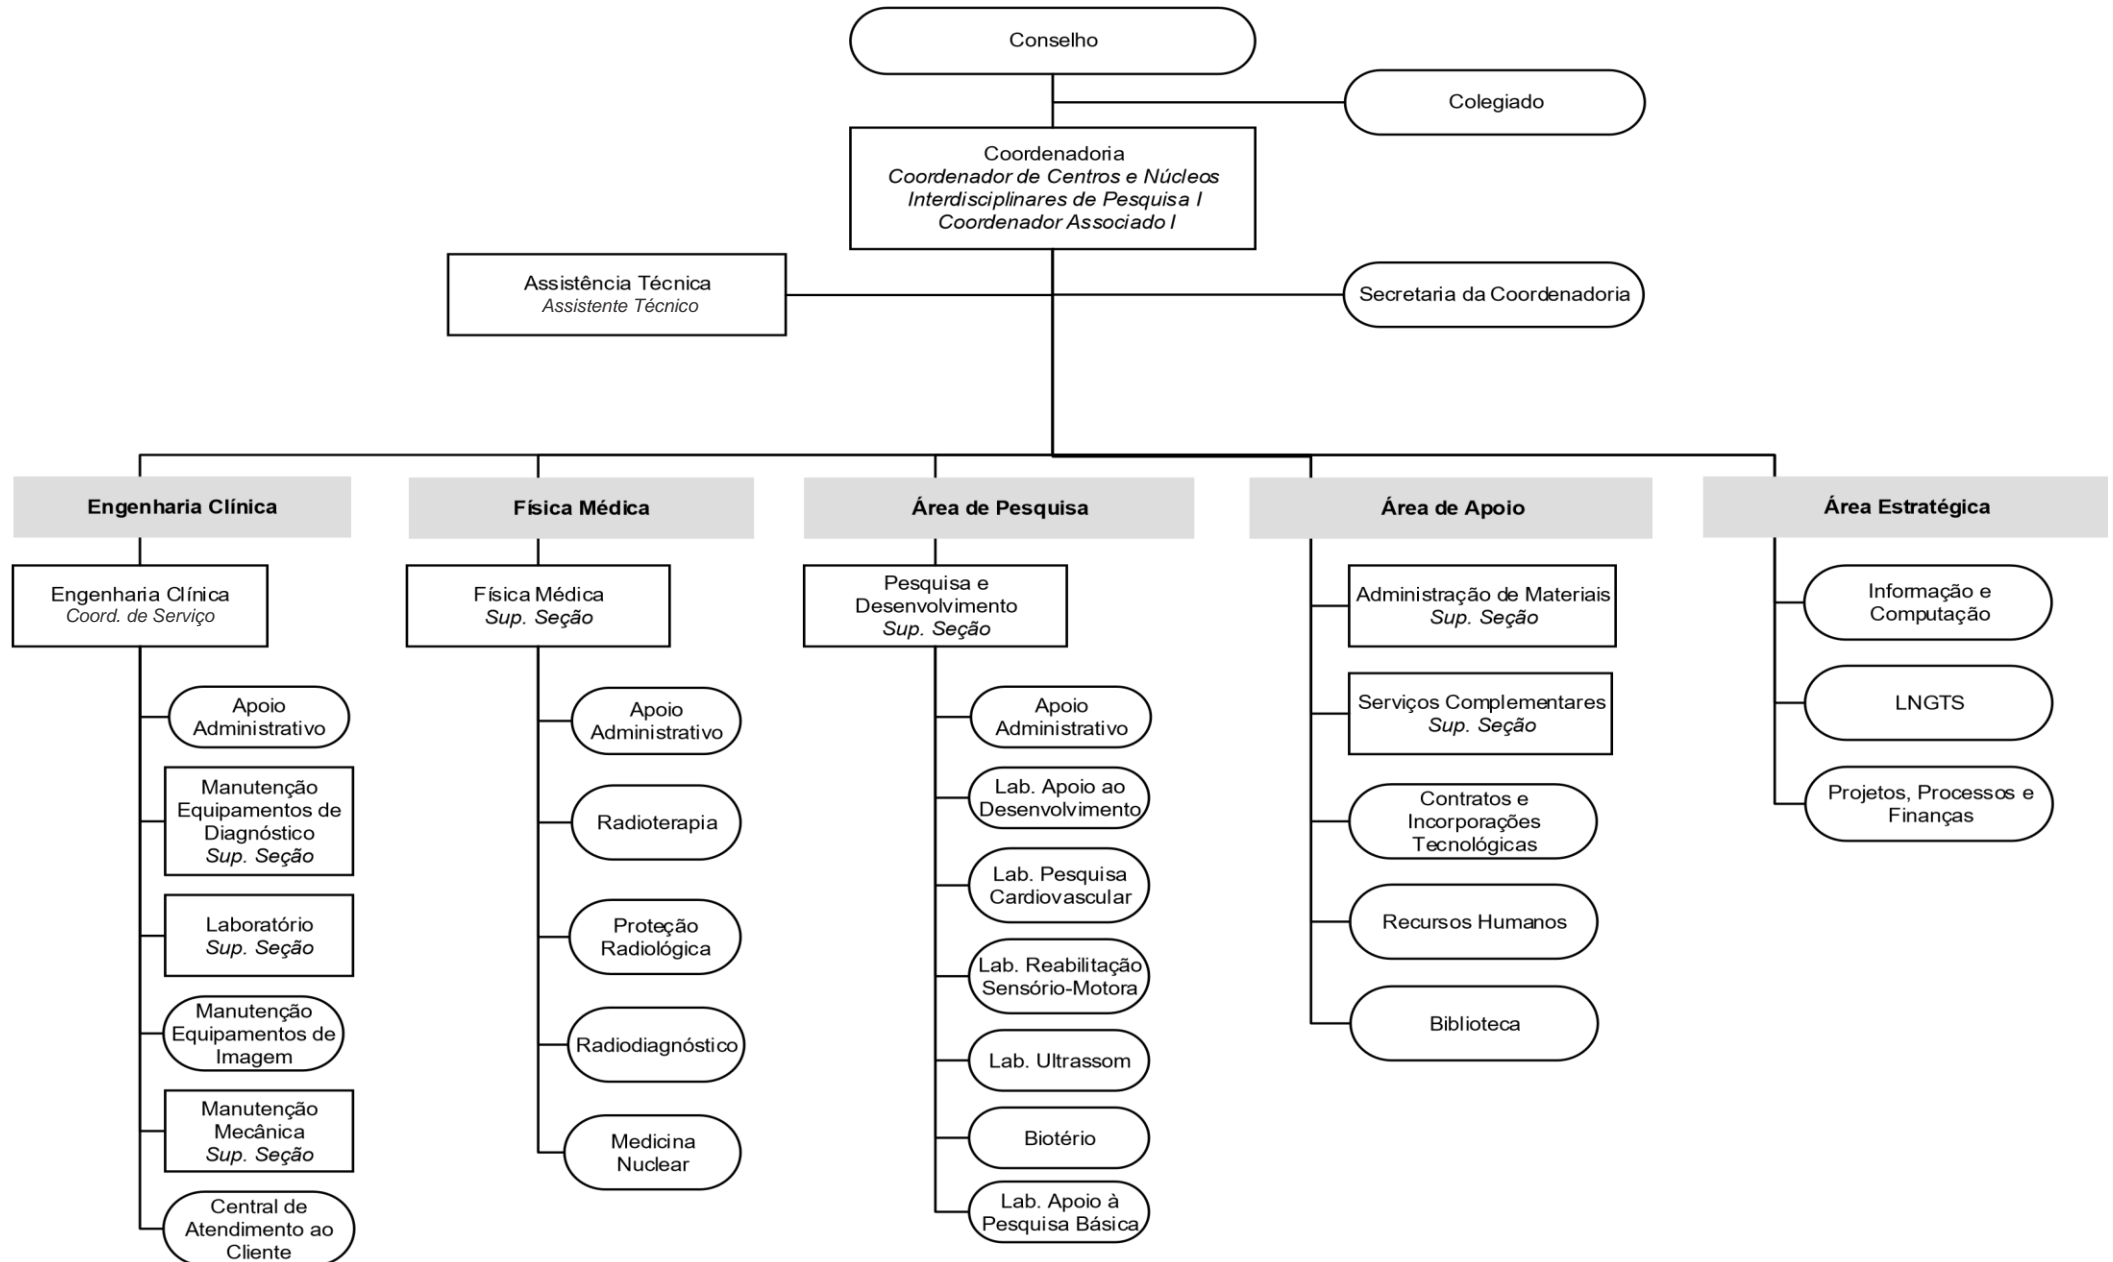 Conselho
Colegiado
Coordenadoria
Coordenador de Centros e Núcleos
Interdisciplinares de Pesquisa I
Coordenador Associado I
Assistência Técnica
Assistente Técnico
Secretaria da Coordenadoria
Engenharia Clínica
Física Médica
Área de Pesquisa
Área de Apoio
Área Estratégica
Engenharia Clínica
Coord. de Serviço
Apoio
Administrativo
Manutenção
Equipamentos de
Diagnóstico
Sup. Seção
Laboratório
Sup. Seção
Manutenção
Equipamentos de
Imagem
Manutenção
Mecânica
Sup. Seção
Central de
Atendimento ao
Cliente
Física Médica
Sup. Seção
Apoio
Administrativo
Radioterapia
Proteção
Radiológica
Radiodiagnóstico
Medicina
Nuclear
Pesquisa e
Desenvolvimento
Sup. Seção
Apoio
Administrativo
Lab. Apoio ao
Desenvolvimento
Lab. Pesquisa
Cardiovascular
Lab. Reabilitação
Sensório-Motora
Lab. Ultrassom
Biotério
Lab. Apoio à
Pesquisa Básica
Administração de Materiais
Sup. Seção
Serviços Complementares
Sup. Seção
Contratos e
Incorporações
Tecnológicas
Recursos Humanos
Biblioteca
Informação e
Computação
LNGTS
Projetos, Processos e
Finanças